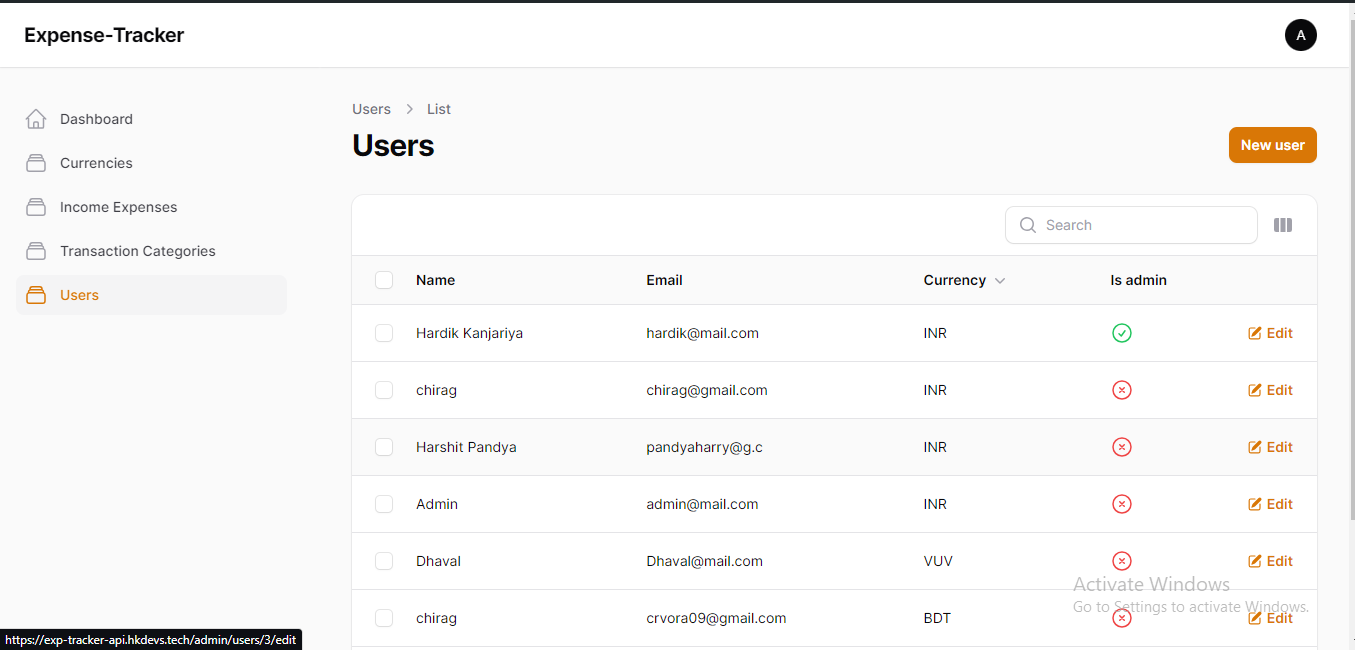 Expense-Tracker
A
Dashboard
Currencies
Income Expenses
Transaction Categories
Users
Users > List
Users
New user
Search
Name Email Currency Is admin
Hardik Kanjariya hardik@mail.com INR Edit
chirag chirag@gmail.com INR Edit
Harshit Pandya pandyaharry@g.c INR Edit
Admin admin@mail.com INR Edit
Dhaval Dhaval@mail.com VUV Edit
Activate Windows
Go to Settings to activate Windows.
chirag crvora09@gmail.com BDT Edit
https://exp-tracker-api.hkdevs.tech/admin/users/3/edit